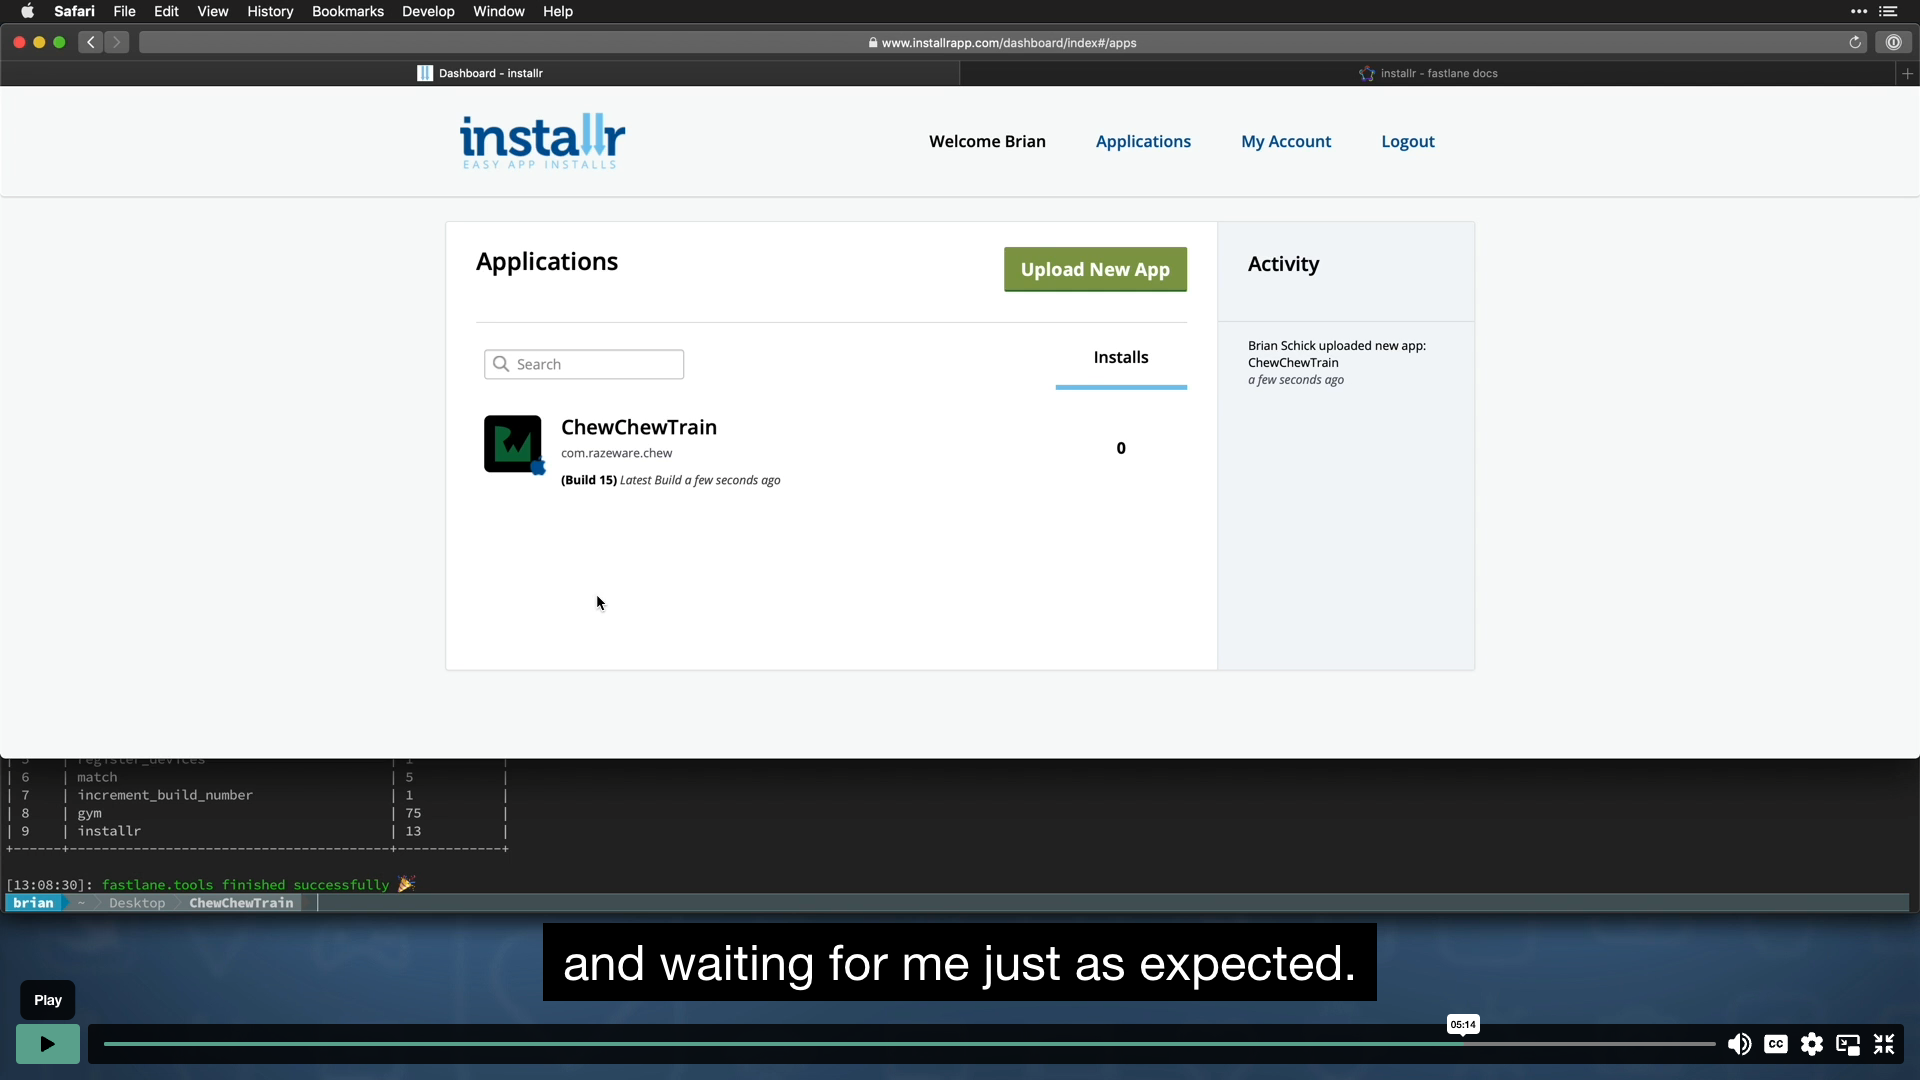 Safari File Edit View History Bookmarks Develop Window Help
www.installrapp.com/dashboard/index#/apps
Dashboard - installr
installr - fastlane docs
installr
EASY APP INSTALLS
Welcome Brian
Applications
My Account
Logout
Applications
Upload New App
Search
Installs
ChewChewTrain
com.razeware.chew
(Build 15) Latest Build a few seconds ago
0
Activity
Brian Schick uploaded new app:
ChewChewTrain
a few seconds ago
| 5 | register_devices | 1 |
| 6 | match | 5 |
| 7 | increment_build_number | 1 |
| 8 | gym | 75 |
| 9 | installr | 13 |
+------+----------------------------------------+-------------+
[13:08:30]: fastlane.tools finished successfully 🎉
brian ~ Desktop ChewChewTrain
and waiting for me just as expected.
Play
05:14
CC